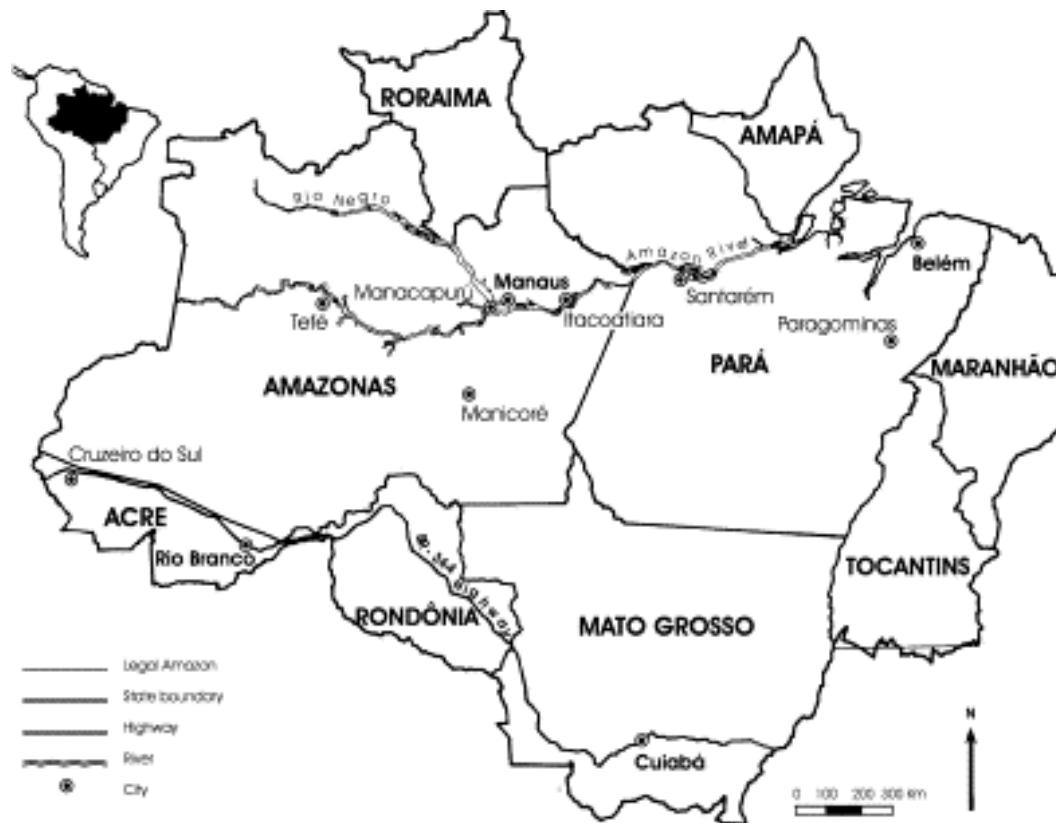 RORAIMA
AMAPÁ
Rio Negro
Amazon River
Belém
Manaus
Manacapurú
Santarém
Tefé
Itacoatiara
Paragominas
PARÁ
MARANHÃO
AMAZONAS
Manicoré
Cruzeiro do Sul
ACRE
Rio Branco
BR. 364 Highway
TOCANTINS
RONDÔNIA
MATO GROSSO
Legal Amazon
State boundary
Highway
River
City
Cuiabá
N
0 100 200 300 Km